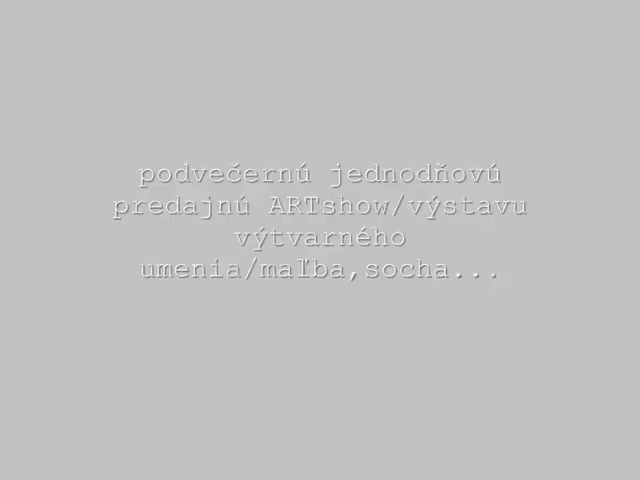 podvečernú jednodňovú
predajnú ARTshow/výstavu
výtvarného
umenia/maľba,socha...